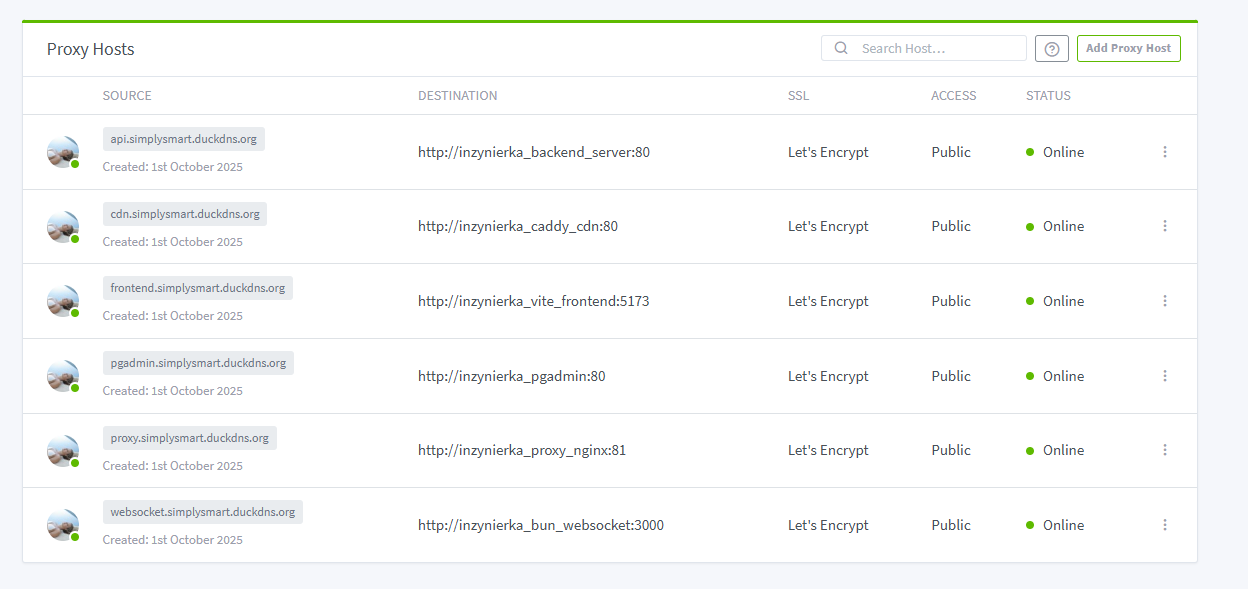 Proxy Hosts
Search Host...
Add Proxy Host
SOURCE DESTINATION SSL ACCESS STATUS
api.simplysmart.duckdns.org
Created: 1st October 2025
http://inzynierka_backend_server:80 Let's Encrypt Public Online
cdn.simplysmart.duckdns.org
Created: 1st October 2025
http://inzynierka_caddy_cdn:80 Let's Encrypt Public Online
frontend.simplysmart.duckdns.org
Created: 1st October 2025
http://inzynierka_vite_frontend:5173 Let's Encrypt Public Online
pgadmin.simplysmart.duckdns.org
Created: 1st October 2025
http://inzynierka_pgadmin:80 Let's Encrypt Public Online
proxy.simplysmart.duckdns.org
Created: 1st October 2025
http://inzynierka_proxy_nginx:81 Let's Encrypt Public Online
websocket.simplysmart.duckdns.org
Created: 1st October 2025
http://inzynierka_bun_websocket:3000 Let's Encrypt Public Online